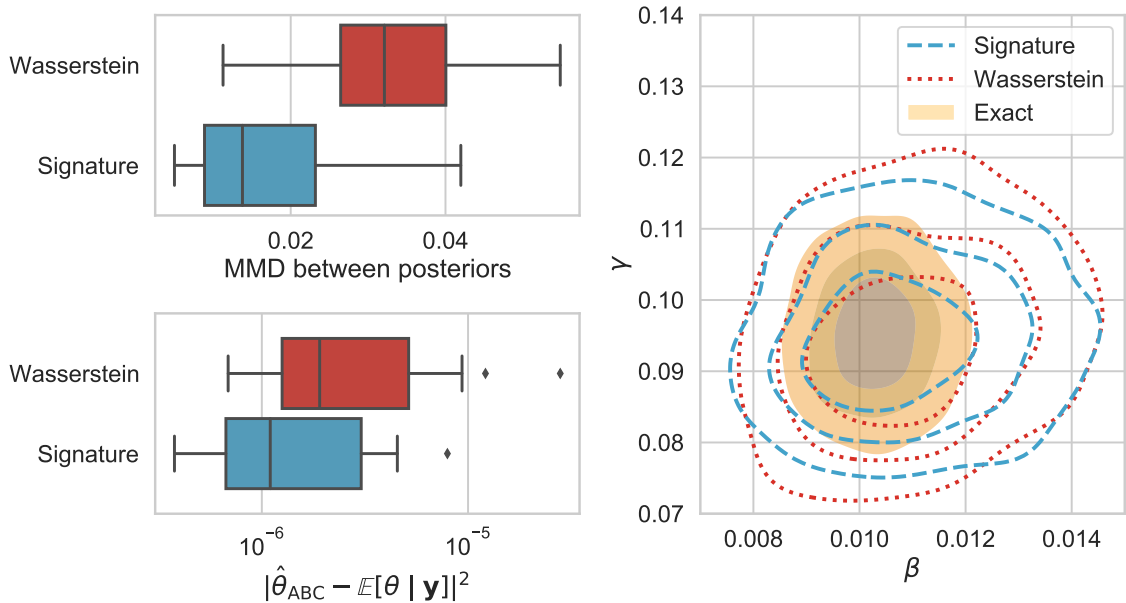 Wasserstein
Signature
0.02
0.04
MMD between posteriors
Wasserstein
Signature
10⁻⁶
10⁻⁵
|θ̂_ABC − 𝔼[θ | y]|²
0.14
0.13
0.12
0.11
0.10
0.09
0.08
0.07
γ
Signature
Wasserstein
Exact
0.008
0.010
0.012
0.014
β